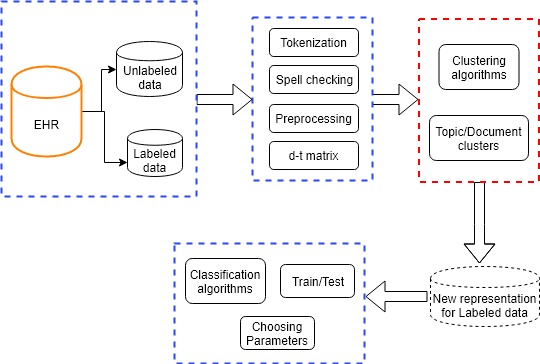 EHR
Unlabeled
data
Labeled
data
Tokenization
Spell checking
Preprocessing
d-t matrix
Clustering
algorithms
Topic/Document
clusters
New representation
for Labeled data
Classification
algorithms
Train/Test
Choosing
Parameters